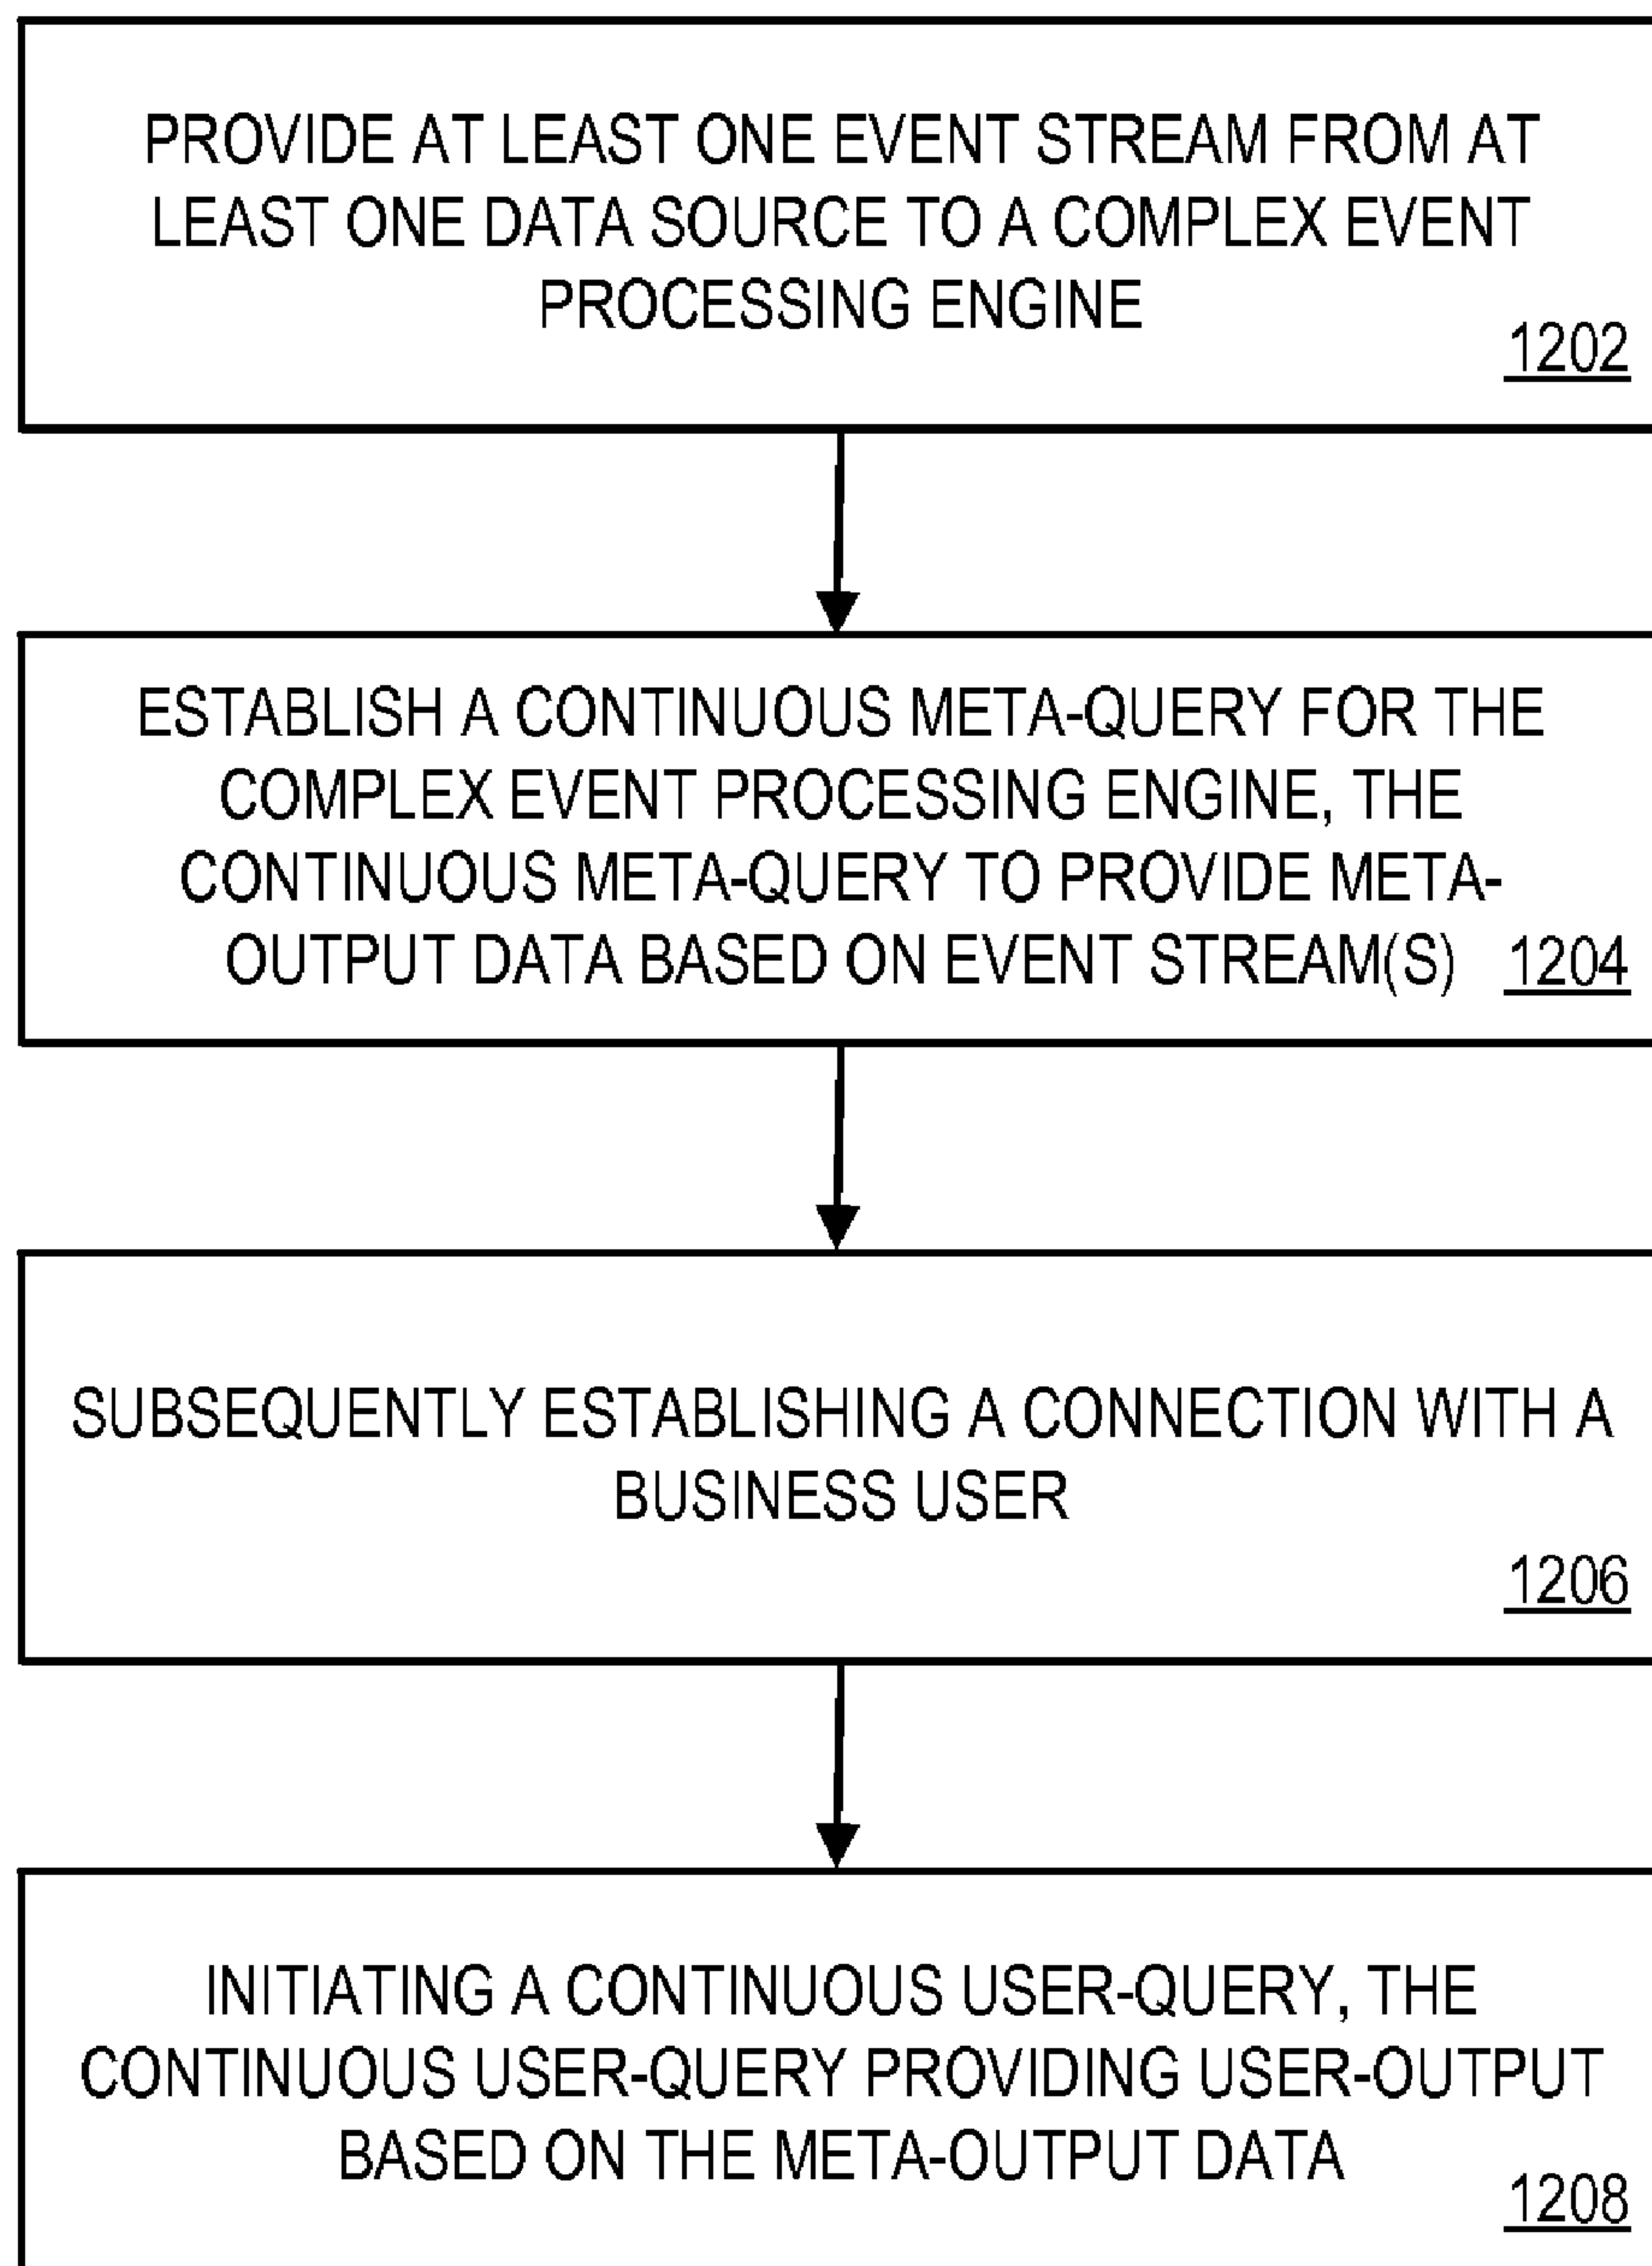 PROVIDE AT LEAST ONE EVENT STREAM FROM AT
LEAST ONE DATA SOURCE TO A COMPLEX EVENT
PROCESSING ENGINE
1202
ESTABLISH A CONTINUOUS META-QUERY FOR THE
COMPLEX EVENT PROCESSING ENGINE, THE
CONTINUOUS META-QUERY TO PROVIDE META-
OUTPUT DATA BASED ON EVENT STREAM(S) 1204
SUBSEQUENTLY ESTABLISHING A CONNECTION WITH A
BUSINESS USER
1206
INITIATING A CONTINUOUS USER-QUERY, THE
CONTINUOUS USER-QUERY PROVIDING USER-OUTPUT
BASED ON THE META-OUTPUT DATA
1208